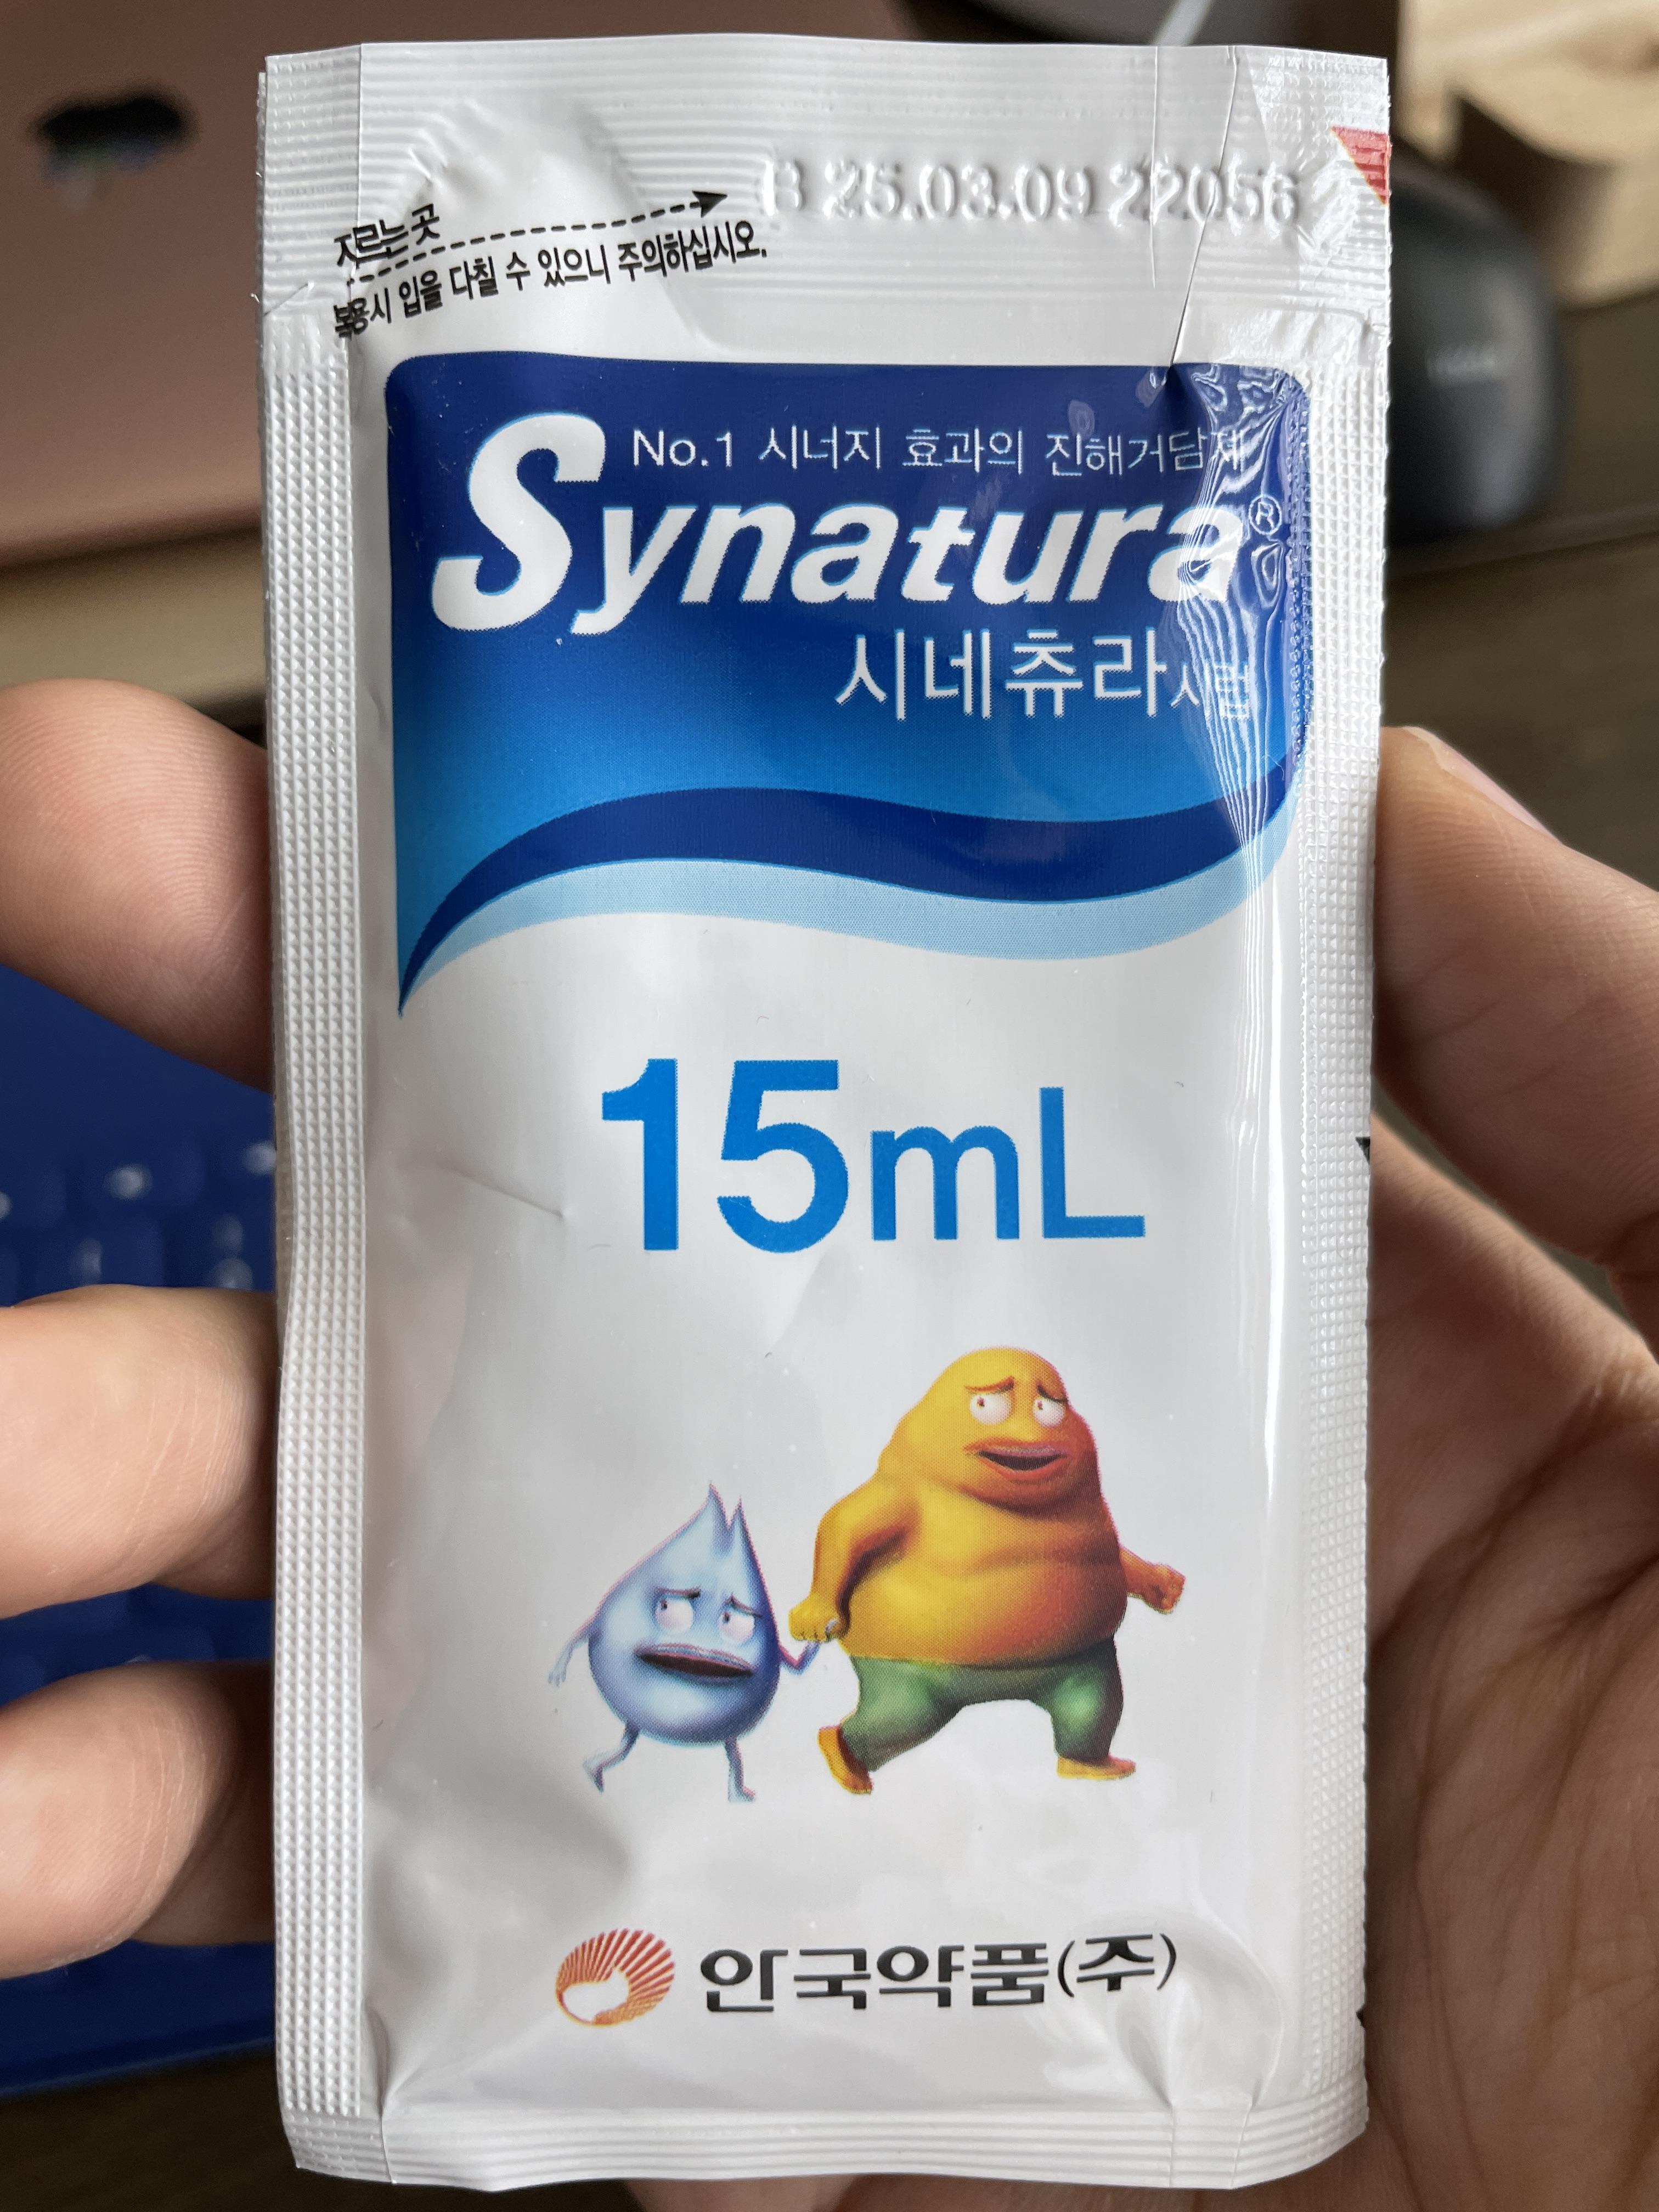 자르는곳
복용시 입을 다칠 수 있으니 주의하십시오.
B 25.03.09 22056
No.1 시너지 효과의 진해거담제
Synatura®
시네츄라시럽
15mL
안국약품(주)